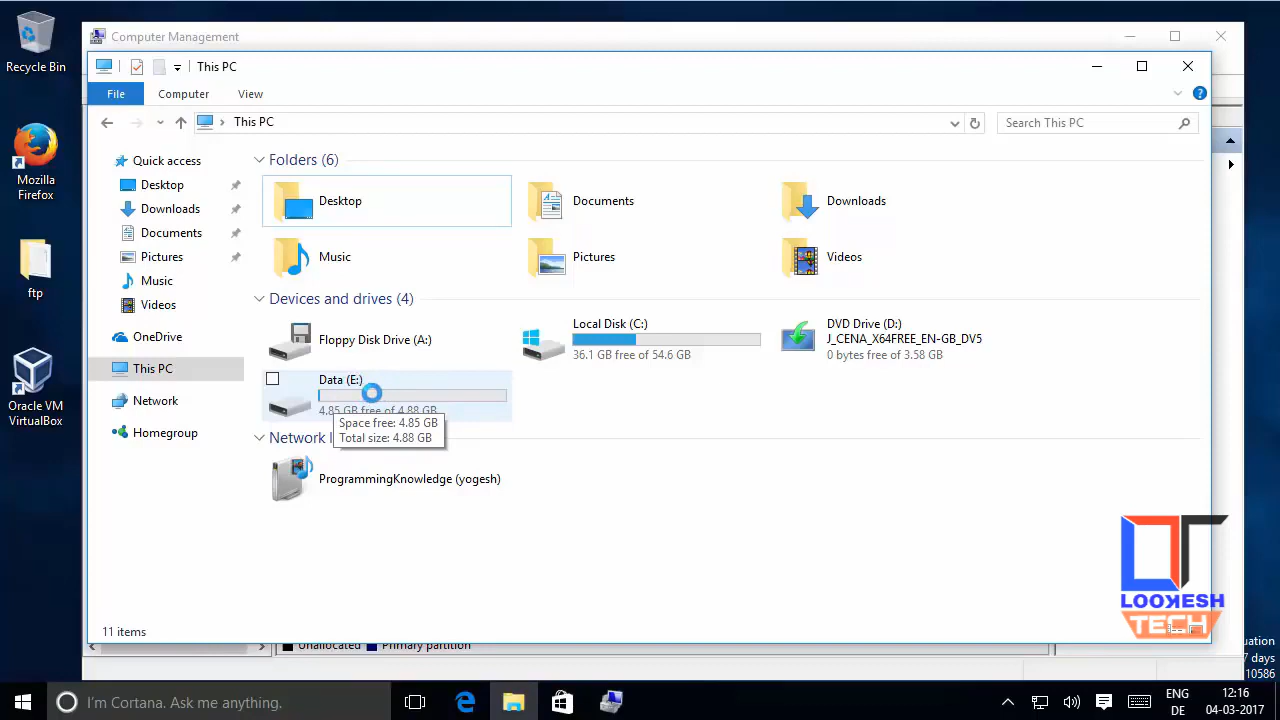 Recycle Bin
Mozilla
Firefox
ftp
Oracle VM
VirtualBox
Computer Management
This PC
File
Computer
View
This PC
Search This PC
Quick access
Desktop
Downloads
Documents
Pictures
Music
Videos
OneDrive
This PC
Network
Homegroup
Folders (6)
Desktop
Documents
Downloads
Music
Pictures
Videos
Devices and drives (4)
Floppy Disk Drive (A:)
Local Disk (C:)
36.1 GB free of 54.6 GB
DVD Drive (D:)
J_CENA_X64FREE_EN-GB_DV5
0 bytes free of 3.58 GB
Data (E:)
4.85 GB free of 4.88 GB
Space free: 4.85 GB
Total size: 4.88 GB
Network l
ProgrammingKnowledge (yogesh)
11 items
Unallocated
Primary partition
LOOKESH
TECH
uation
7 days
10586
I'm Cortana. Ask me anything.
ENG
DE
12:16
04-03-2017